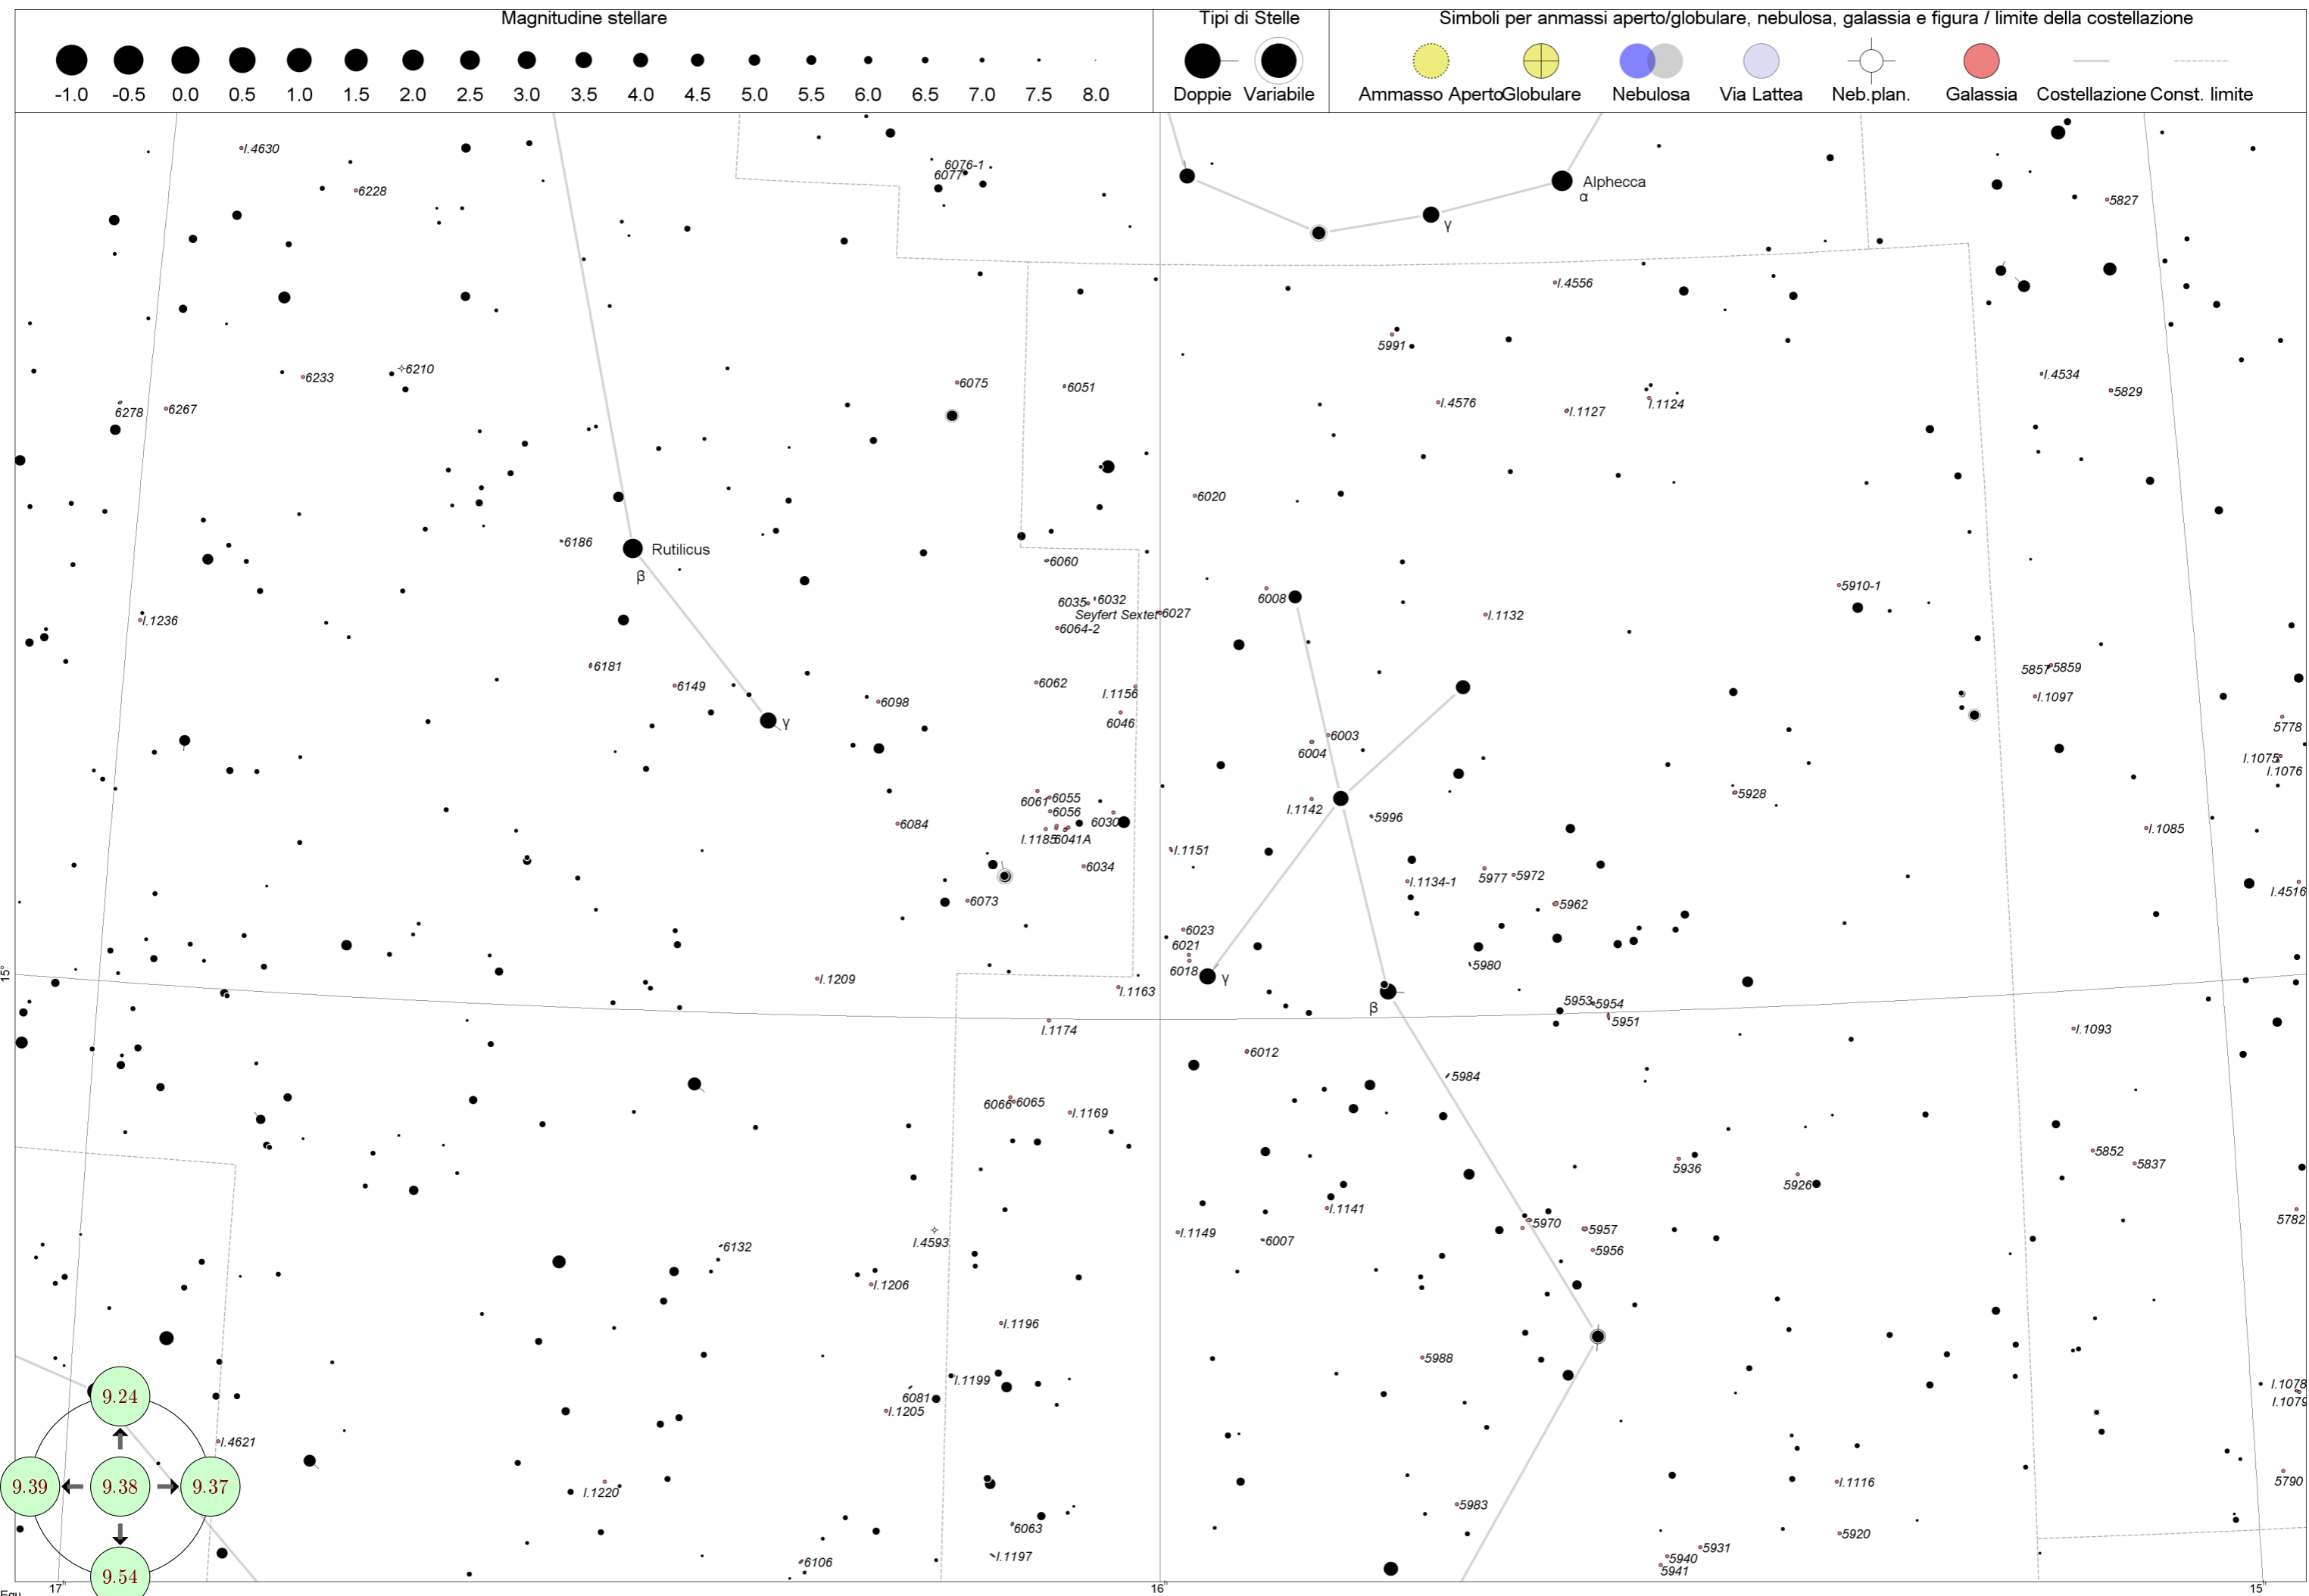 Magnitudine stellare
Tipi di Stelle
Simboli per anmassi aperto/globulare, nebulosa, galassia e figura / limite della costellazione
-1.0 -0.5 0.0 0.5 1.0 1.5 2.0 2.5 3.0 3.5 4.0 4.5 5.0 5.5 6.0 6.5 7.0 7.5 8.0
Doppie Variabile
Ammasso Aperto Globulare Nebulosa Via Lattea Neb.plan. Galassia Costellazione Const. limite
I.4630
6076-1
6077
6228
Alphecca
α
γ
5827
I.4556
5991
6210
6233
6278
6267
6075
6051
I.4576
I.1127
I.1124
I.4534
5829
6020
6186
Rutilicus
β
6060
6035
6032
Seyfert Sextet
6027
6008
5910-1
I.1236
6064-2
I.1132
6181
6149
6062
I.1156
5857
5859
6098
I.1097
γ
6046
5778
6003
6004
I.1075
I.1076
6061
6055
6056
I.1142
5928
6084
6030
5996
I.1185
6041A
I.1085
I.1151
6034
5977
5972
I.1134-1
I.4516
6073
5962
6023
6021
6018
γ
5980
15°
I.1209
I.1163
β
5953
5954
5951
I.1174
I.1093
6012
5984
6066
6065
I.1169
5852
5936
5837
5926
I.1141
5970
5782
I.1149
5957
6007
I.4593
6132
5956
I.1206
I.1196
5988
I.1199
6081
I.1205
I.1078
I.1079
9.24
I.4621
9.39
9.38
9.37
I.1220
I.1116
5790
5983
6063
5920
I.1197
5931
6106
5940
5941
9.54
17h
16h
15h
Equ